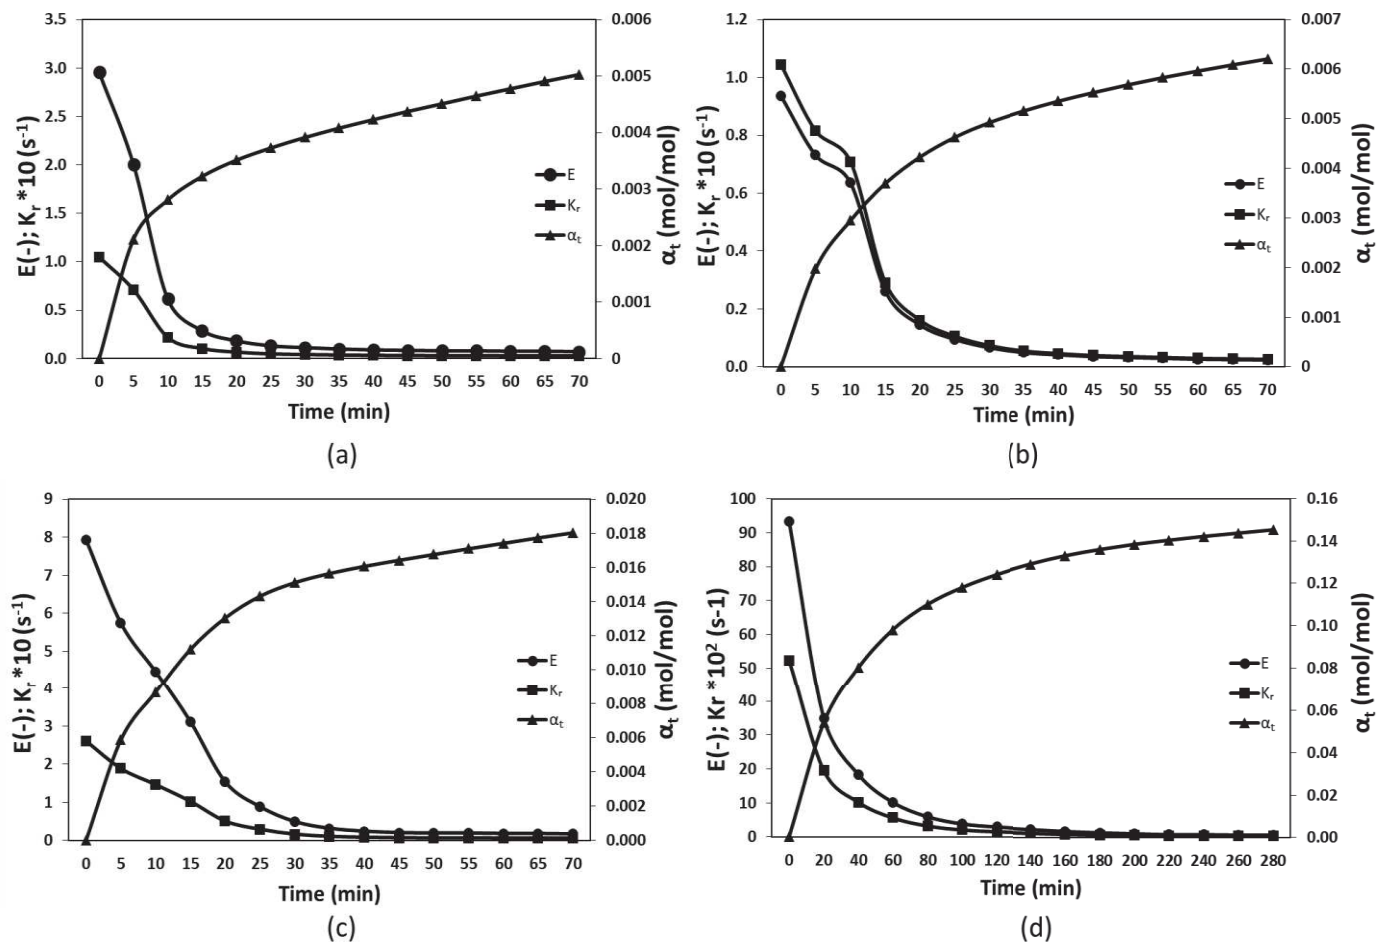 3.5
3.0
2.5
2.0
1.5
1.0
0.5
0.0
E(-); Kr *10 (s⁻¹)
0.006
0.005
0.004
0.003
0.002
0.001
0
αt (mol/mol)
E
Kr
αt
0 5 10 15 20 25 30 35 40 45 50 55 60 65 70
Time (min)
(a)
1.2
1.0
0.8
0.6
0.4
0.2
0.0
E(-); Kr *10 (s⁻¹)
0.007
0.006
0.005
0.004
0.003
0.002
0.001
0
αt (mol/mol)
E
Kr
αt
0 5 10 15 20 25 30 35 40 45 50 55 60 65 70
Time (min)
(b)
9
8
7
6
5
4
3
2
1
0
E(-); Kr *10 (s⁻¹)
0.020
0.018
0.016
0.014
0.012
0.010
0.008
0.006
0.004
0.002
0.000
αt (mol/mol)
E
Kr
αt
0 5 10 15 20 25 30 35 40 45 50 55 60 65 70
Time (min)
(c)
100
90
80
70
60
50
40
30
20
10
0
E(-); Kr *10² (s-1)
0.16
0.14
0.12
0.10
0.08
0.06
0.04
0.02
0.00
αt (mol/mol)
E
Kr
αt
0 20 40 60 80 100 120 140 160 180 200 220 240 260 280
Time (min)
(d)